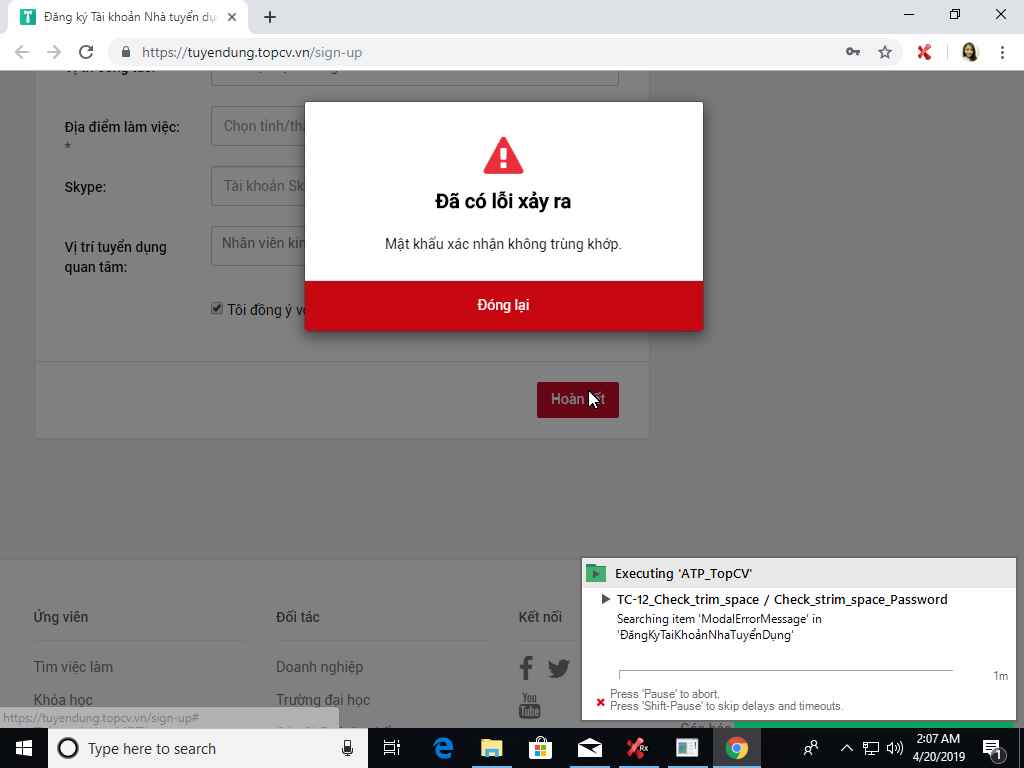 Đăng ký Tài khoản Nhà tuyển dụ
https://tuyendung.topcv.vn/sign-up
Địa điểm làm việc:
*
Chọn tỉnh/th
Skype:
Tài khoản Sk
Vị trí tuyển dụng
quan tâm:
Nhân viên kin
Tôi đồng ý v
Đã có lỗi xảy ra
Mật khẩu xác nhận không trùng khớp.
Đóng lại
Hoàn tất
Ứng viên
Đối tác
Kết nối
Tìm việc làm
Doanh nghiệp
Khóa học
Trường đại học
You
Tube
https://tuyendung.topcv.vn/sign-up#
Executing 'ATP_TopCV'
TC-12_Check_trim_space / Check_strim_space_Password
Searching item 'ModalErrorMessage' in
'ĐăngKyTaiKhoảnNhaTuyểnDụng'
1m
Press 'Pause' to abort.
Press 'Shift-Pause' to skip delays and timeouts.
Type here to search
Rx
2:07 AM
4/20/2019
1